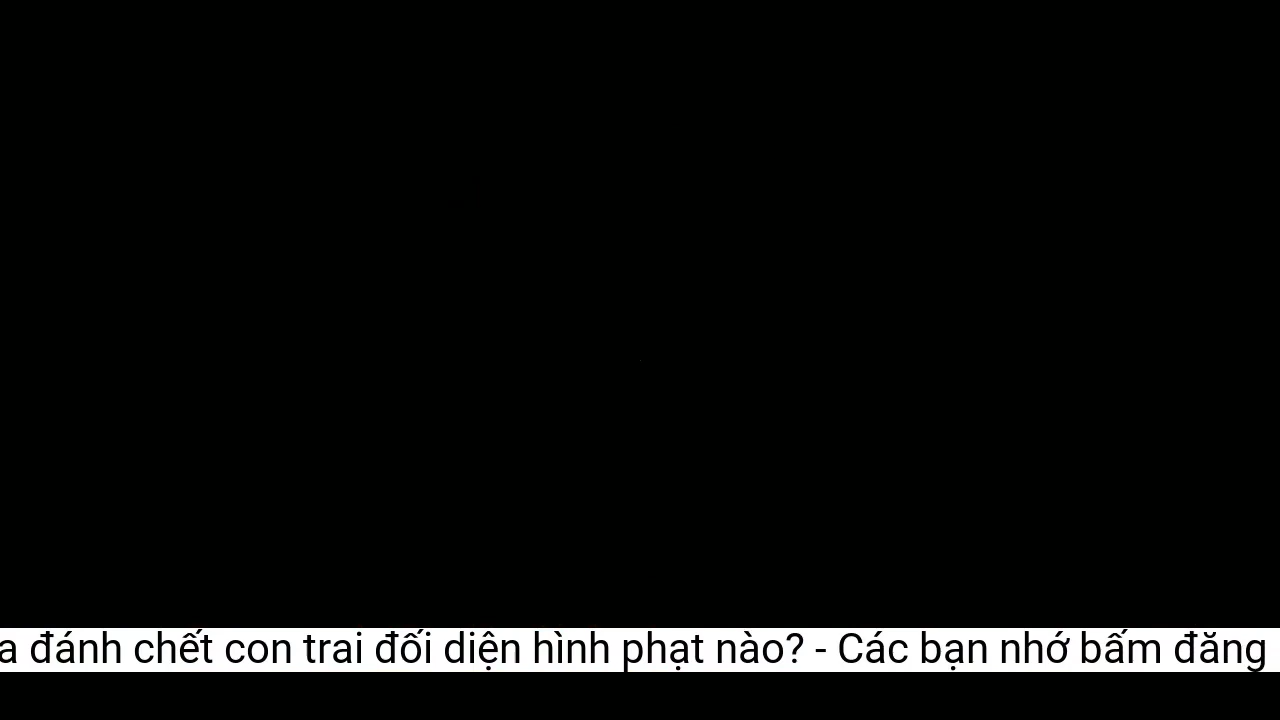 a đánh chết con trai đối diện hình phạt nào? - Các bạn nhớ bấm đăng